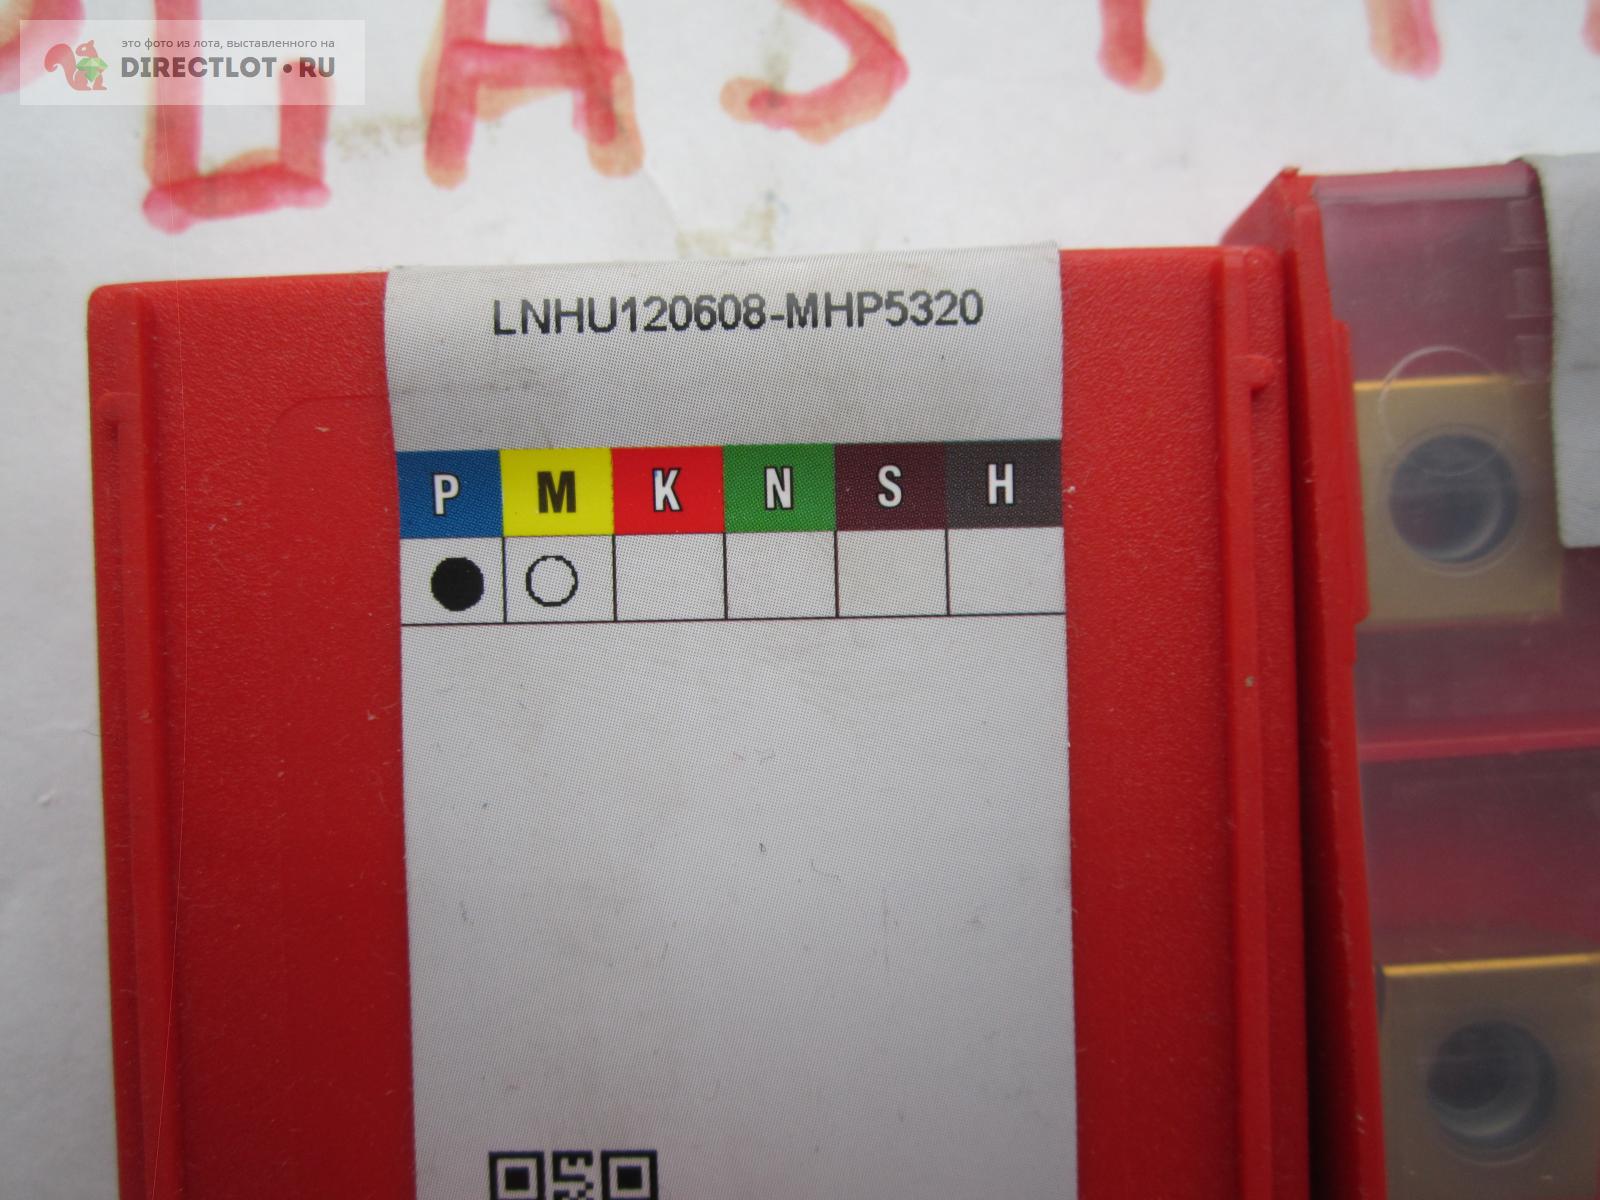 это фото из лота, выставленного на
DIRECTLOT•RU
LNHU120608-MHP5320
P M K N S H